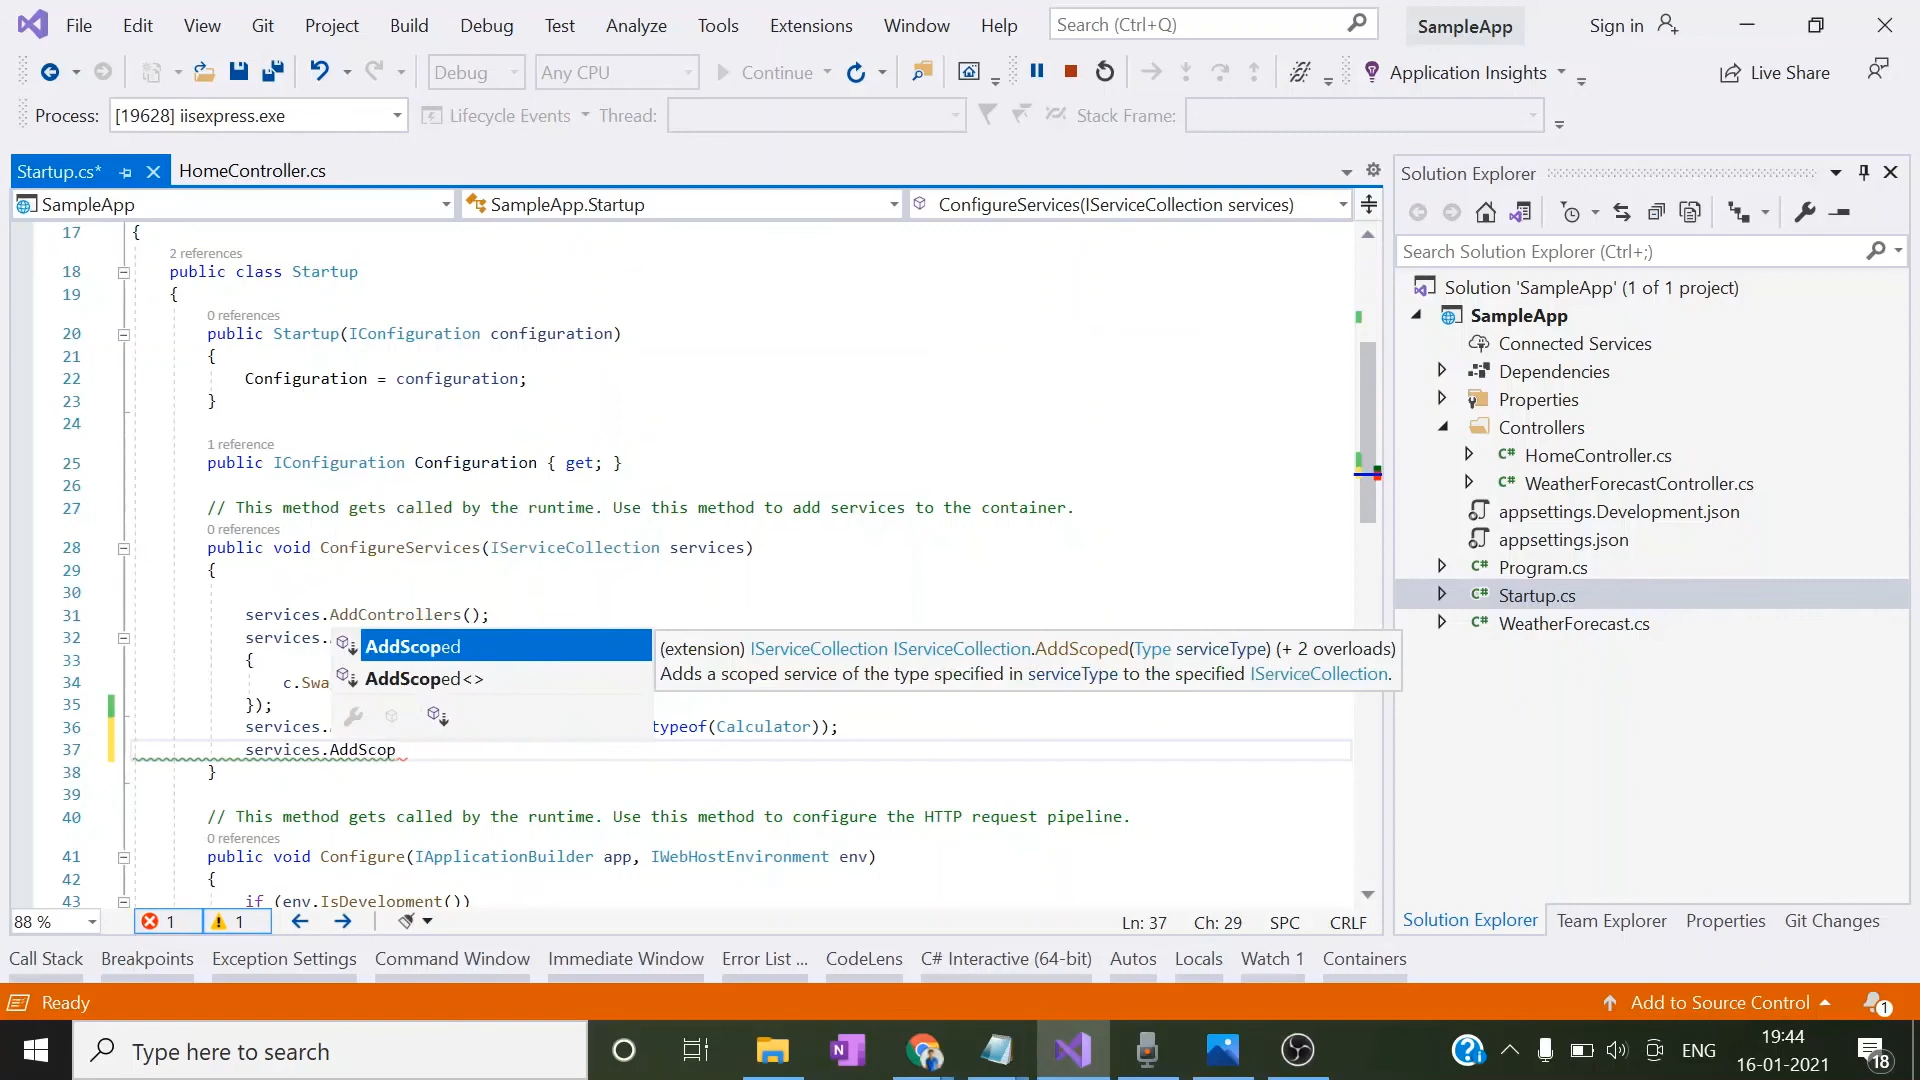 File Edit View Git Project Build Debug Test Analyze Tools Extensions Window Help Search (Ctrl+Q) SampleApp Sign in
Debug Any CPU Continue Application Insights Live Share
Process: [19628] iisexpress.exe Lifecycle Events Thread: Stack Frame:
Startup.cs* HomeController.cs
SampleApp SampleApp.Startup ConfigureServices(IServiceCollection services)
17 {
2 references
18 public class Startup
19 {
0 references
20 public Startup(IConfiguration configuration)
21 {
22 Configuration = configuration;
23 }
24
1 reference
25 public IConfiguration Configuration { get; }
26
27 // This method gets called by the runtime. Use this method to add services to the container.
0 references
28 public void ConfigureServices(IServiceCollection services)
29 {
30
31 services.AddControllers();
32 services.
33 {
34 c.Swa
35 });
36 services. typeof(Calculator));
37 services.AddScop
38 }
39
40 // This method gets called by the runtime. Use this method to configure the HTTP request pipeline.
0 references
41 public void Configure(IApplicationBuilder app, IWebHostEnvironment env)
42 {
43 if (env.IsDevelopment())
AddScoped
AddScoped<>
(extension) IServiceCollection IServiceCollection.AddScoped(Type serviceType) (+ 2 overloads)
Adds a scoped service of the type specified in serviceType to the specified IServiceCollection.
88 % 1 1 Ln: 37 Ch: 29 SPC CRLF
Solution Explorer
Search Solution Explorer (Ctrl+;)
Solution 'SampleApp' (1 of 1 project)
SampleApp
Connected Services
Dependencies
Properties
Controllers
C# HomeController.cs
C# WeatherForecastController.cs
appsettings.Development.json
appsettings.json
C# Program.cs
C# Startup.cs
C# WeatherForecast.cs
Solution Explorer Team Explorer Properties Git Changes
Call Stack Breakpoints Exception Settings Command Window Immediate Window Error List ... CodeLens C# Interactive (64-bit) Autos Locals Watch 1 Containers
Ready Add to Source Control 1
Type here to search ENG 19:44 18
16-01-2021